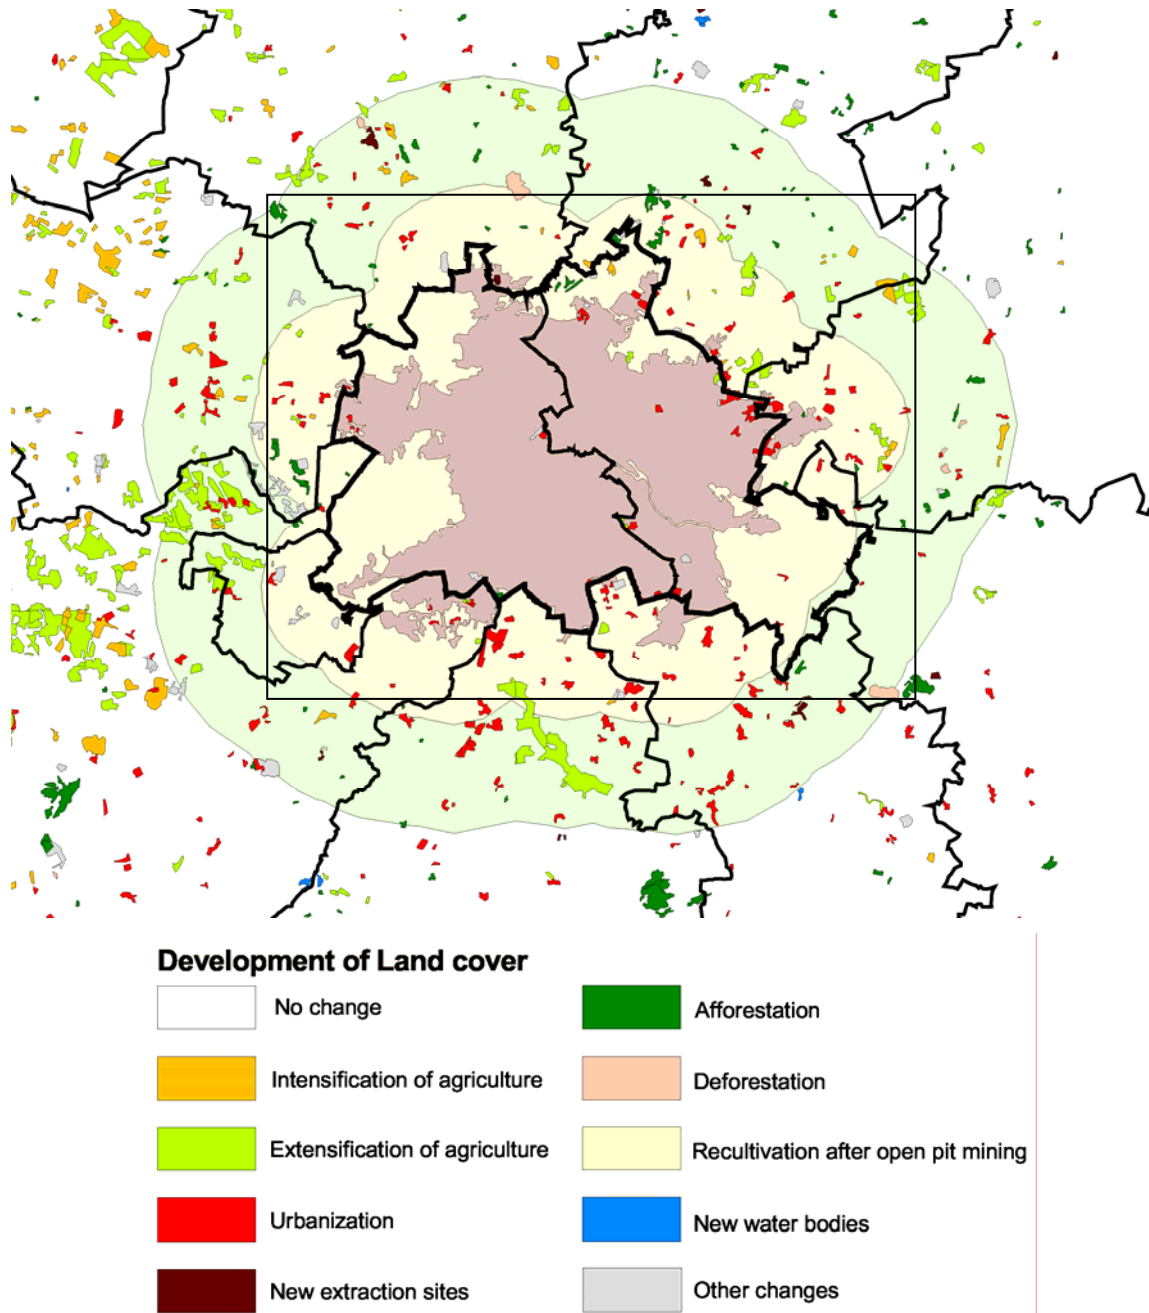 Development of Land cover
No change
Afforestation
Intensification of agriculture
Deforestation
Extensification of agriculture
Recultivation after open pit mining
Urbanization
New water bodies
New extraction sites
Other changes